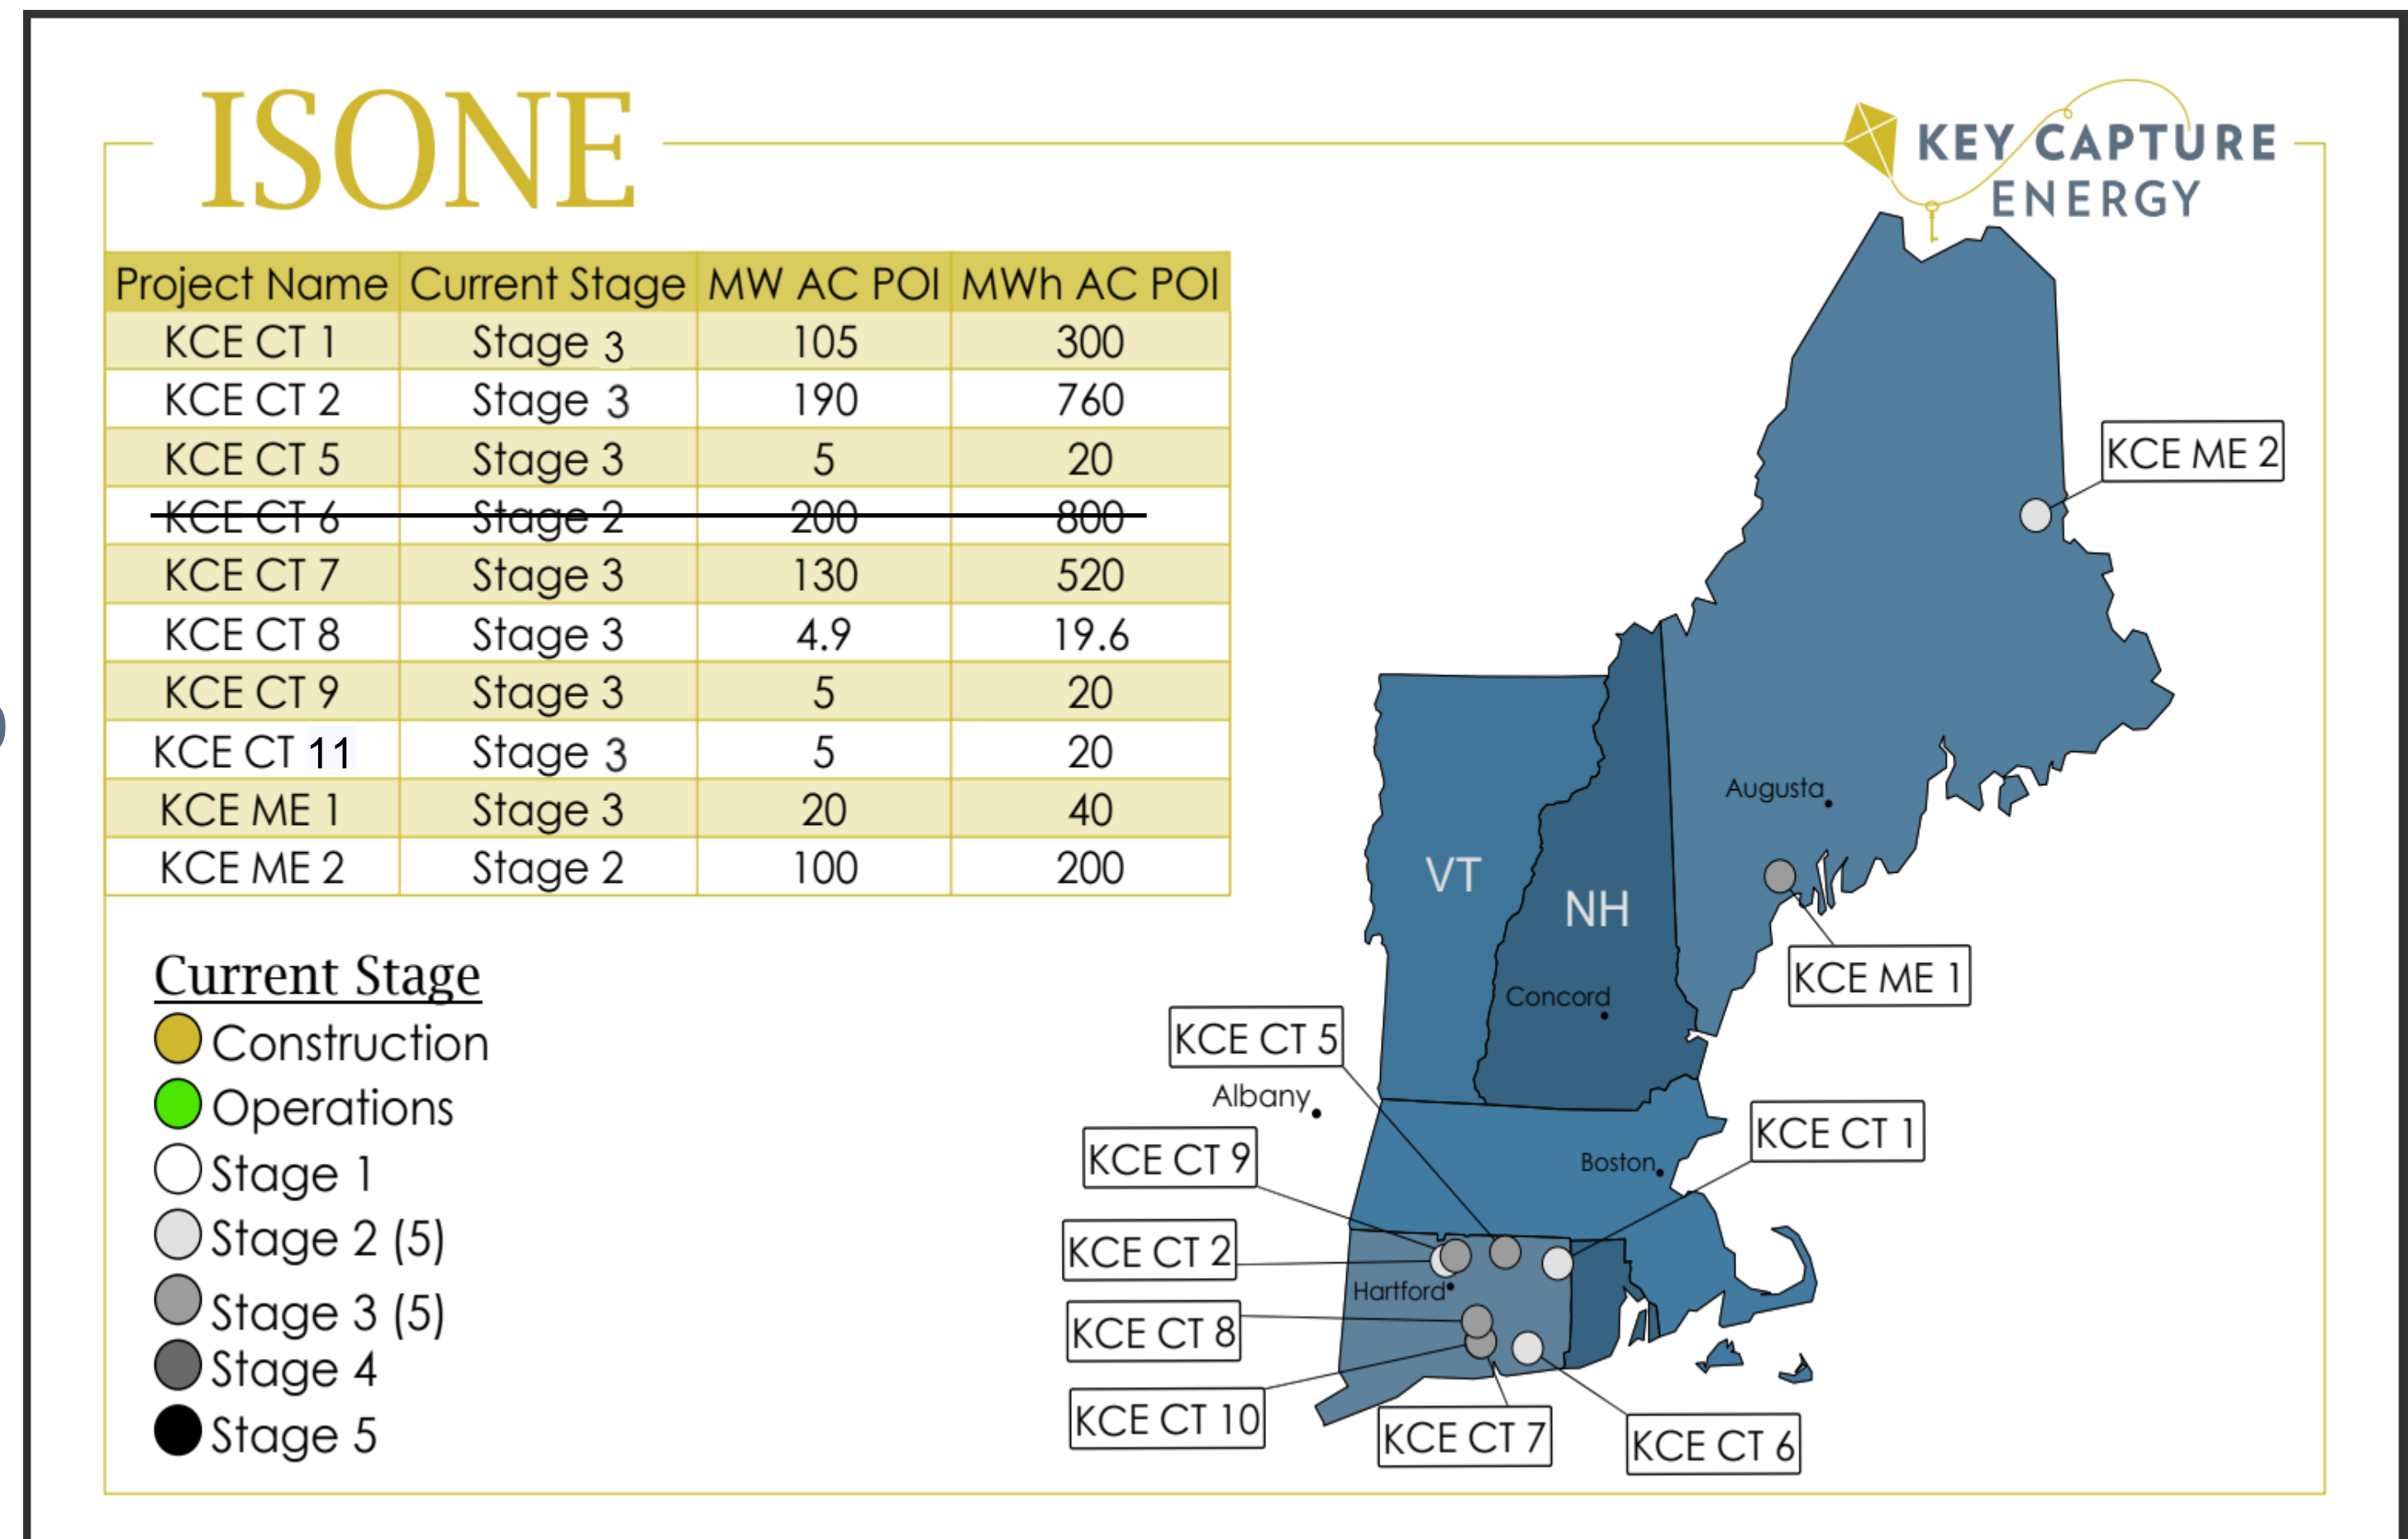 ISONE
KEY CAPTURE
ENERGY
Project Name Current Stage MW AC POI MWh AC POI
KCE CT 1 Stage 3 105 300
KCE CT 2 Stage 3 190 760
KCE CT 5 Stage 3 5 20
KCE CT 6 Stage 2 200 800
KCE CT 7 Stage 3 130 520
KCE CT 8 Stage 3 4.9 19.6
KCE CT 9 Stage 3 5 20
KCE CT 11 Stage 3 5 20
KCE ME 1 Stage 3 20 40
KCE ME 2 Stage 2 100 200
Current Stage
Construction
Operations
Stage 1
Stage 2 (5)
Stage 3 (5)
Stage 4
Stage 5
KCE ME 2
Augusta
VT
NH
KCE ME 1
Concord
KCE CT 5
Albany
KCE CT 1
KCE CT 9
Boston
KCE CT 2
Hartford
KCE CT 8
KCE CT 10
KCE CT 7
KCE CT 6